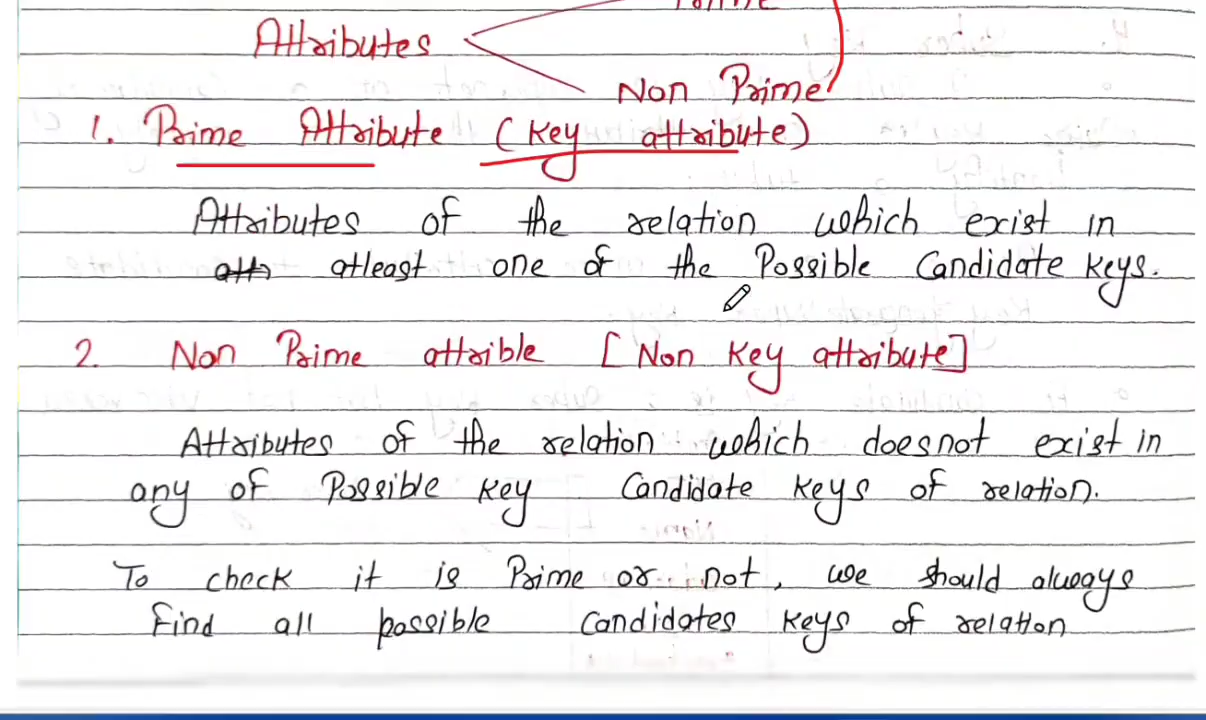 Prime
Attributes
Non Prime
1. Prime Attribute (Key attribute)
Attributes of the relation which exist in
atleast one of the Possible Candidate keys.
2. Non Prime attrible [Non Key attribute]
Attributes of the relation which doesnot exist in
any of Possible Key Candidate Keys of relation.
To check it is Prime or not, we should always
Find all possible Candidates Keys of relation